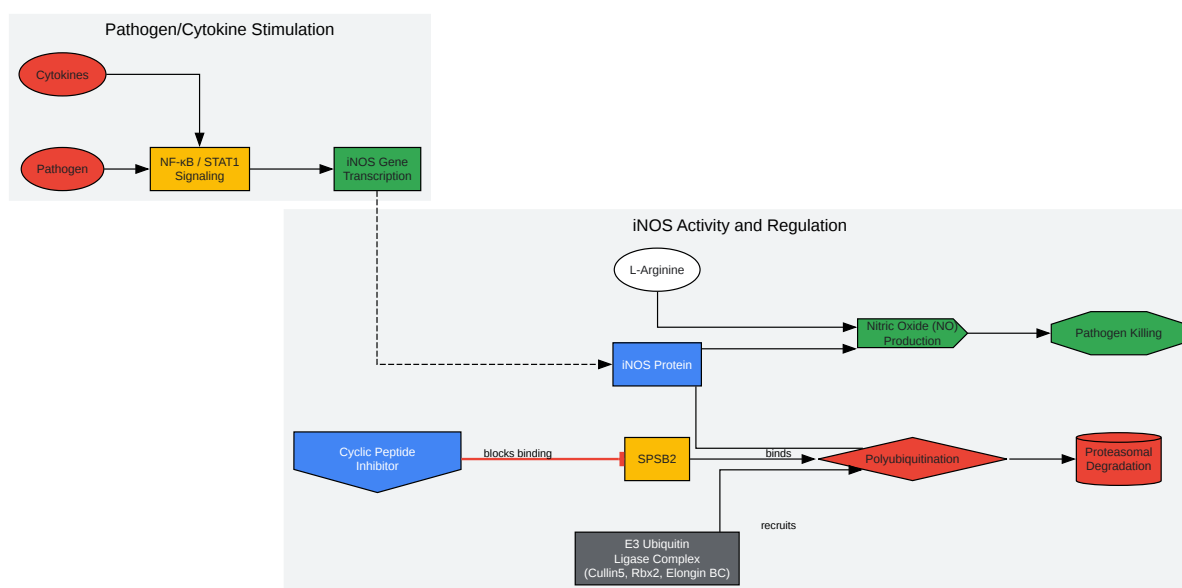 Pathogen/Cytokine Stimulation
Cytokines
Pathogen
NF-κB / STAT1
Signaling
iNOS Gene
Transcription
iNOS Activity and Regulation
L-Arginine
Nitric Oxide (NO)
Production
Pathogen Killing
iNOS Protein
Cyclic Peptide
Inhibitor
blocks binding
SPSB2
binds
Polyubiquitination
Proteasomal
Degradation
recruits
E3 Ubiquitin
Ligase Complex
(Cullin5, Rbx2, Elongin BC)